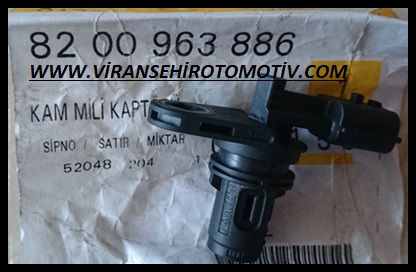 82 00 963 886
WWW.VİRANSEHİROTOMOTİV.COM
KAM MİLİ KAPT
SİPNO / SATIR / MİKTAR
52048 204 1